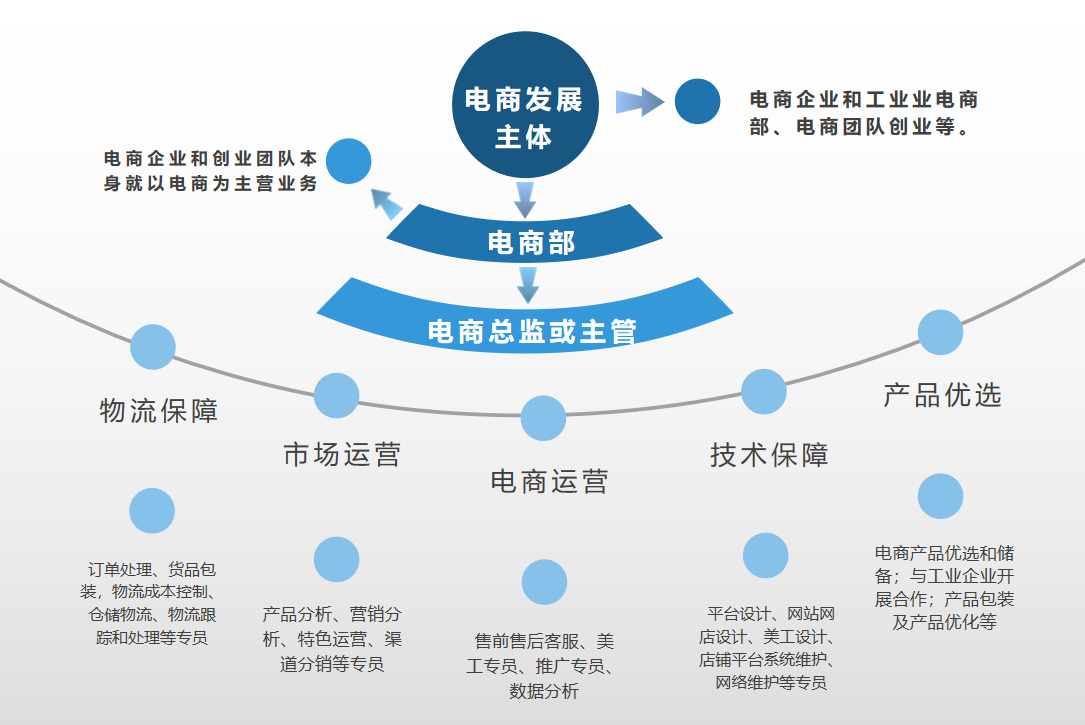 电商发展
主体
电商企业和工业业电商
部、电商团队创业等。
电商企业和创业团队本
身就以电商为主营业务
电商部
电商总监或主管
物流保障
市场运营
电商运营
技术保障
产品优选
订单处理、货品包
装，物流成本控制、
仓储物流、物流跟
踪和处理等专员
产品分析、营销分
析、特色运营、渠
道分销等专员
售前售后客服、美
工专员、推广专员、
数据分析
平台设计、网站网
店设计、美工设计、
店铺平台系统维护、
网络维护等专员
电商产品优选和储
备；与工业企业开
展合作；产品包装
及产品优化等